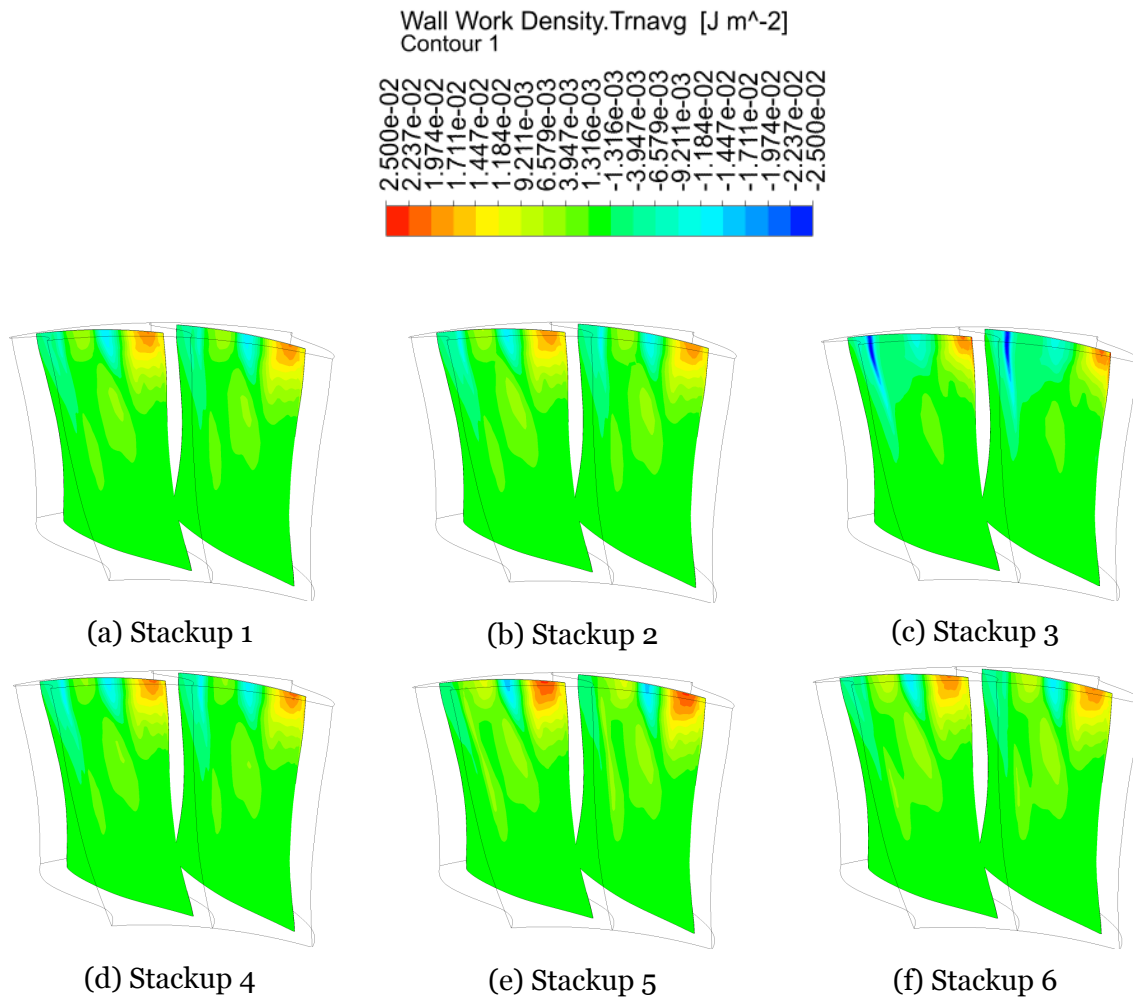 Wall Work Density.Trnavg [J m^-2]
Contour 1
2.500e-02
2.237e-02
1.974e-02
1.711e-02
1.447e-02
1.184e-02
9.211e-03
6.579e-03
3.947e-03
1.316e-03
-1.316e-03
-3.947e-03
-6.579e-03
-9.211e-03
-1.184e-02
-1.447e-02
-1.711e-02
-1.974e-02
-2.237e-02
-2.500e-02
(a) Stackup 1
(b) Stackup 2
(c) Stackup 3
(d) Stackup 4
(e) Stackup 5
(f) Stackup 6